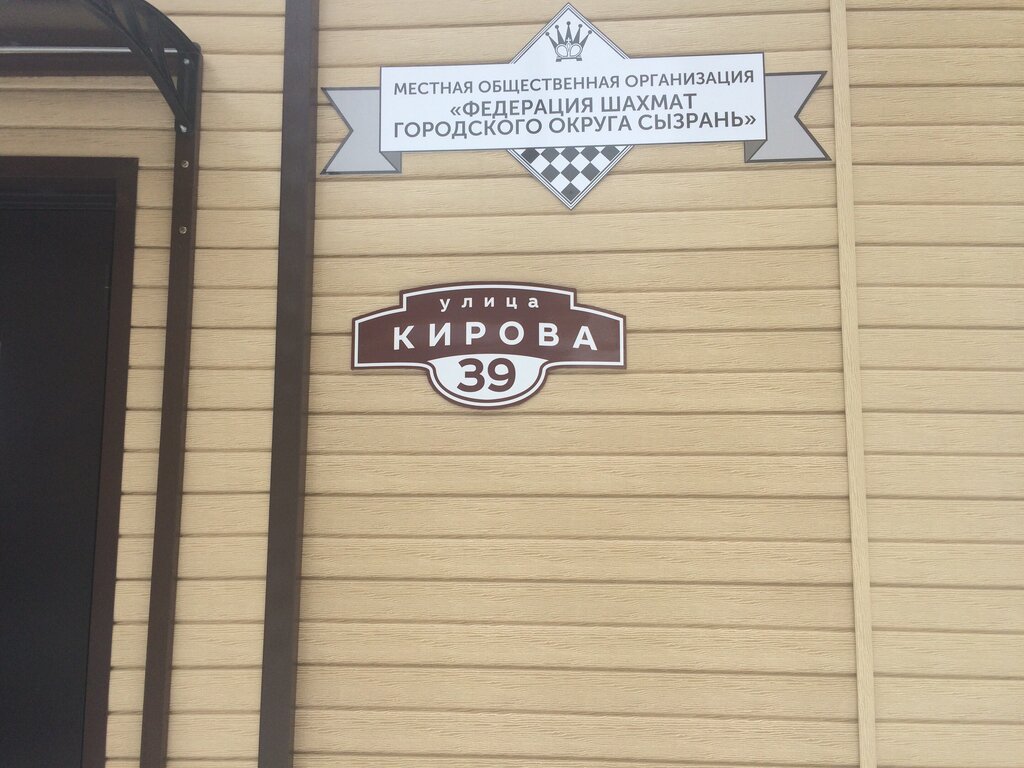 МЕСТНАЯ ОБЩЕСТВЕННАЯ ОРГАНИЗАЦИЯ
«ФЕДЕРАЦИЯ ШАХМАТ
ГОРОДСКОГО ОКРУГА СЫЗРАНЬ»
улица
КИРОВА
39